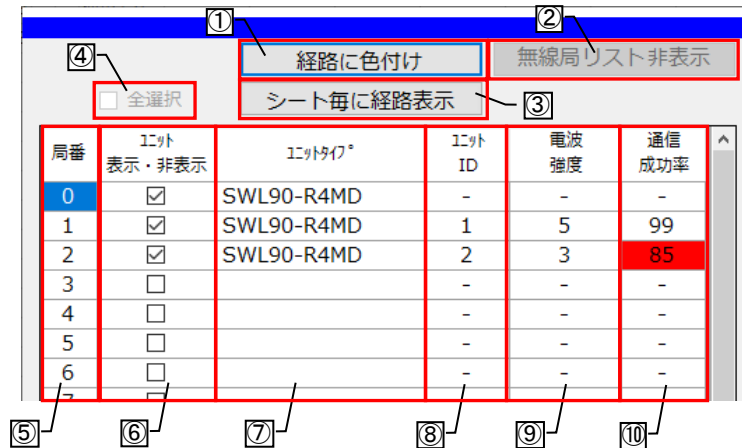 ① ②
経路に色付け 無線局リスト非表示
④
全選択 シート毎に経路表示 ③
局番 ﾕﾆｯﾄ 表示・非表示 ﾕﾆｯﾄﾀｲﾌﾟ ﾕﾆｯﾄ ID 電波 強度 通信 成功率
0 SWL90-R4MD - - -
1 SWL90-R4MD 1 5 99
2 SWL90-R4MD 2 3 85
3 - - -
4 - - -
5 - - -
6 - - -
⑤ ⑥ ⑦ ⑧ ⑨ ⑩